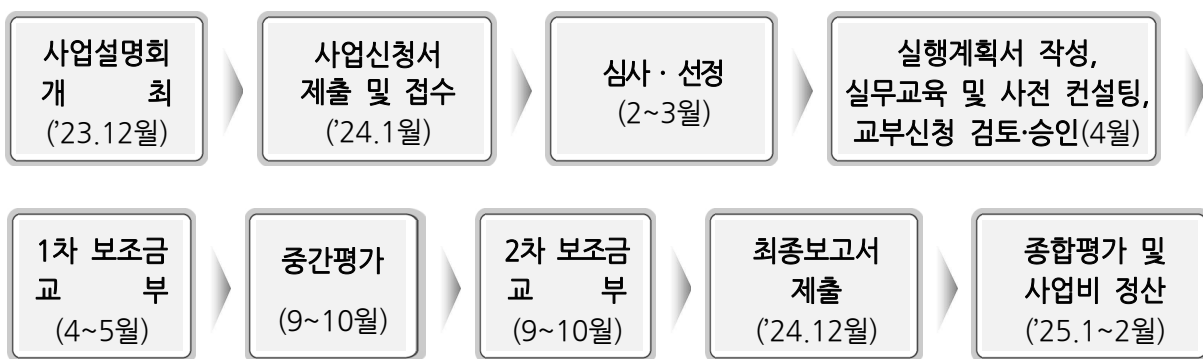 사업설명회
개 최
('23.12월)
사업신청서
제출 및 접수
('24.1월)
심사 · 선정
(2~3월)
실행계획서 작성,
실무교육 및 사전 컨설팅,
교부신청 검토·승인(4월)
1차 보조금
교 부
(4~5월)
중간평가
(9~10월)
2차 보조금
교 부
(9~10월)
최종보고서
제출
('24.12월)
종합평가 및
사업비 정산
('25.1~2월)